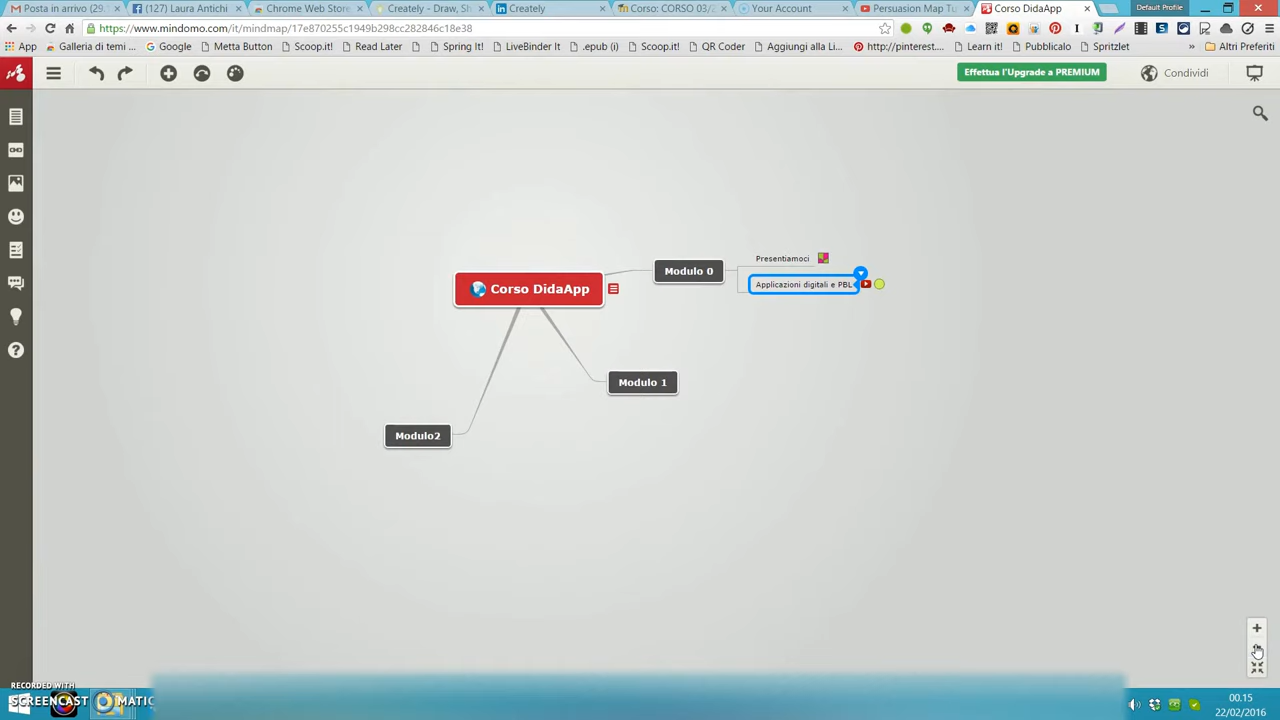 Posta in arrivo (29.
(127) Laura Antichi
Chrome Web Store
Creately - Draw, Sh
Creately
Corso: CORSO 03/2
Your Account
Persuasion Map Tu
Corso DidaApp
Default Profile
https://www.mindomo.com/it/mindmap/17e870255c1949b298cc282846c18e38
App
Galleria di temi ...
Google
Metta Button
Scoop.it!
Read Later
Spring It!
LiveBinder It
.epub (i)
Scoop.it!
QR Coder
Aggiungi alla Li...
http://pinterest....
Learn it!
Pubblicalo
Spritzlet
»
Altri Preferiti
Effettua l'Upgrade a PREMIUM
Condividi
Presentiamoci
Modulo 0
Applicazioni digitali e PBL
Corso DidaApp
Modulo 1
Modulo2
RECORDED WITH
SCREENCAST MATIC
00.15
22/02/2016